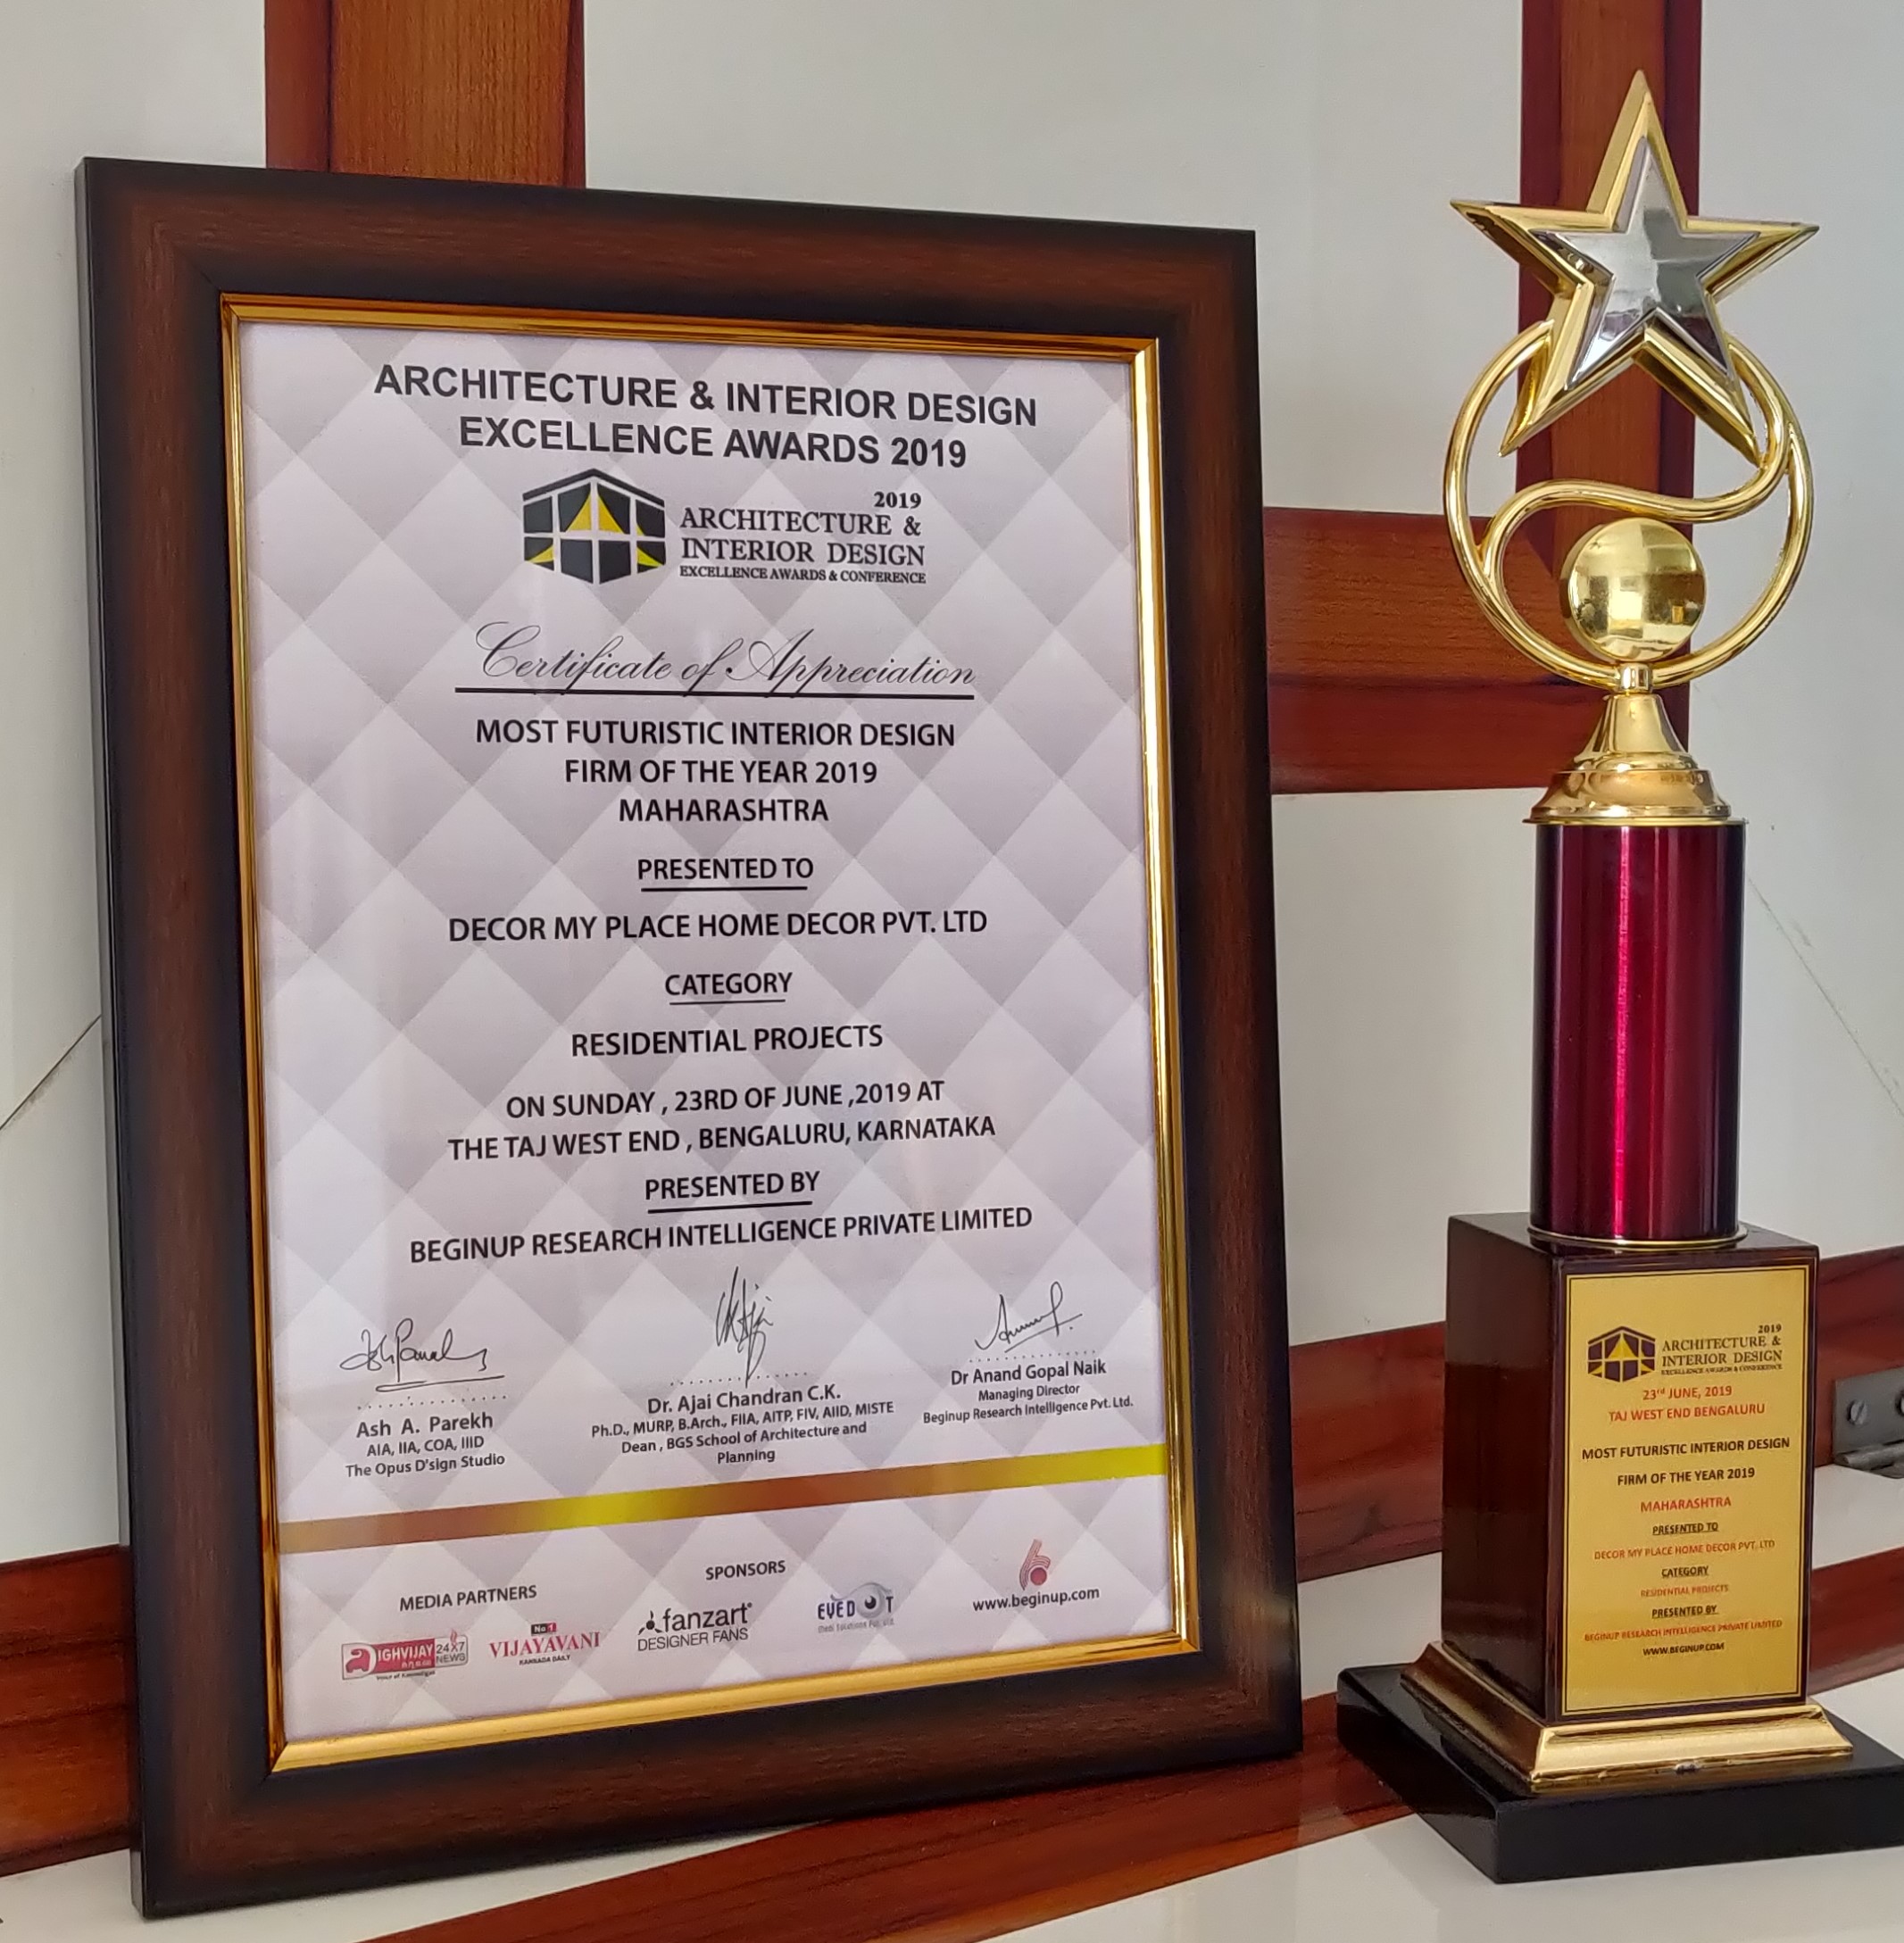 ARCHITECTURE & INTERIOR DESIGN
EXCELLENCE AWARDS 2019
2019
ARCHITECTURE &
INTERIOR DESIGN
EXCELLENCE AWARDS & CONFERENCE
Certificate of Appreciation
MOST FUTURISTIC INTERIOR DESIGN
FIRM OF THE YEAR 2019
MAHARASHTRA
PRESENTED TO
DECOR MY PLACE HOME DECOR PVT. LTD
CATEGORY
RESIDENTIAL PROJECTS
ON SUNDAY , 23RD OF JUNE ,2019 AT
THE TAJ WEST END , BENGALURU, KARNATAKA
PRESENTED BY
BEGINUP RESEARCH INTELLIGENCE PRIVATE LIMITED
Ash A. Parekh
AIA, IIA, COA, IIID
The Opus D'sign Studio
Dr. Ajai Chandran C.K.
Ph.D., MURP, B.Arch., FIIA, AITP, FIV, AIID, MISTE
Dean , BGS School of Architecture and
Planning
Dr Anand Gopal Naik
Managing Director
Beginup Research Intelligence Pvt. Ltd.
MEDIA PARTNERS
IGHVIJAY 24X7 NEWS
No 1
VIJAYAVANI
KANNADA DAILY
SPONSORS
fanzart
DESIGNER FANS
EYED T
www.beginup.com
2019
ARCHITECTURE &
INTERIOR DESIGN
EXCELLENCE AWARDS & CONFERENCE
23rd JUNE, 2019
TAJ WEST END BENGALURU
MOST FUTURISTIC INTERIOR DESIGN
FIRM OF THE YEAR 2019
MAHARASHTRA
PRESENTED TO
DECOR MY PLACE HOME DECOR PVT. LTD
CATEGORY
RESIDENTIAL PROJECTS
PRESENTED BY
BEGINUP RESEARCH INTELLIGENCE PRIVATE LIMITED
WWW.BEGINUP.COM